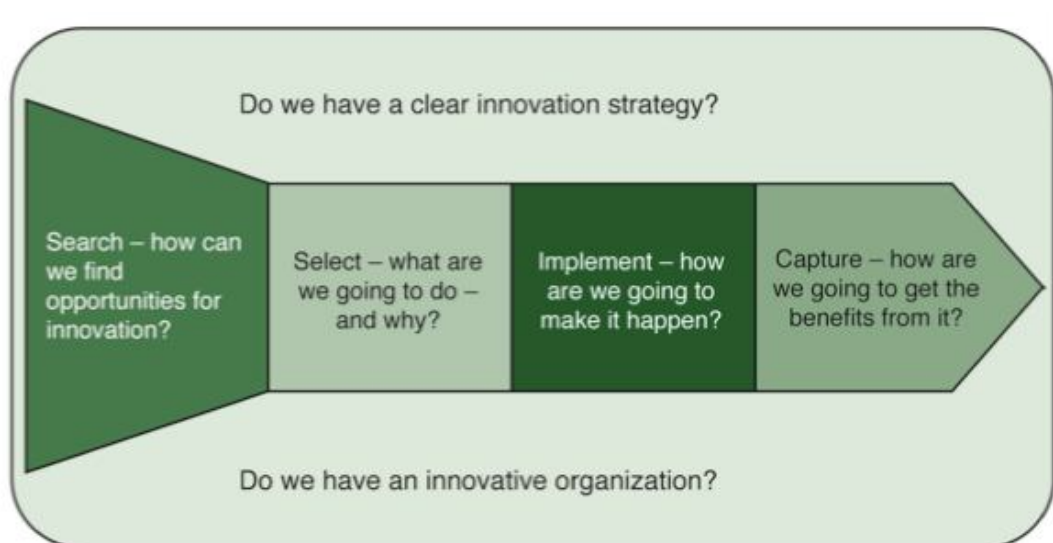 Do we have a clear innovation strategy?
Search – how can
we find
opportunities for
innovation?
Select – what are
we going to do –
and why?
Implement – how
are we going to
make it happen?
Capture – how are
we going to get the
benefits from it?
Do we have an innovative organization?